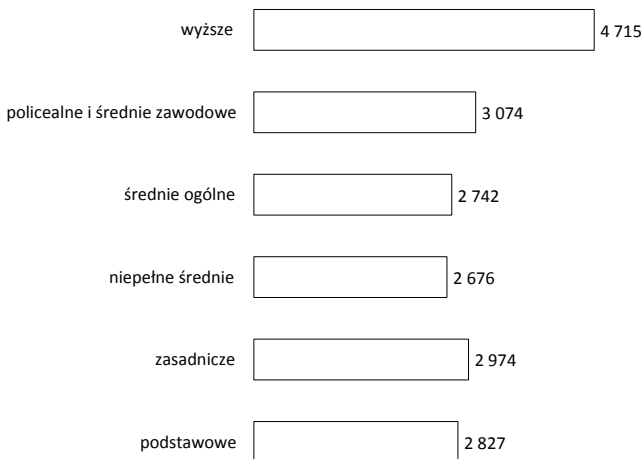 wyższe 4 715
policealne i średnie zawodowe 3 074
średnie ogólne 2 742
niepełne średnie 2 676
zasadnicze 2 974
podstawowe 2 827